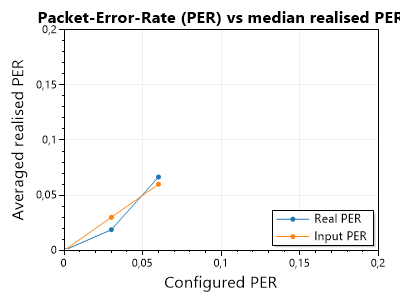 Packet-Error-Rate (PER) vs median realised PER
0,2
0,15
0,1
0,05
0
Averaged realised PER
0
0,05
0,1
0,15
0,2
Configured PER
Real PER
Input PER